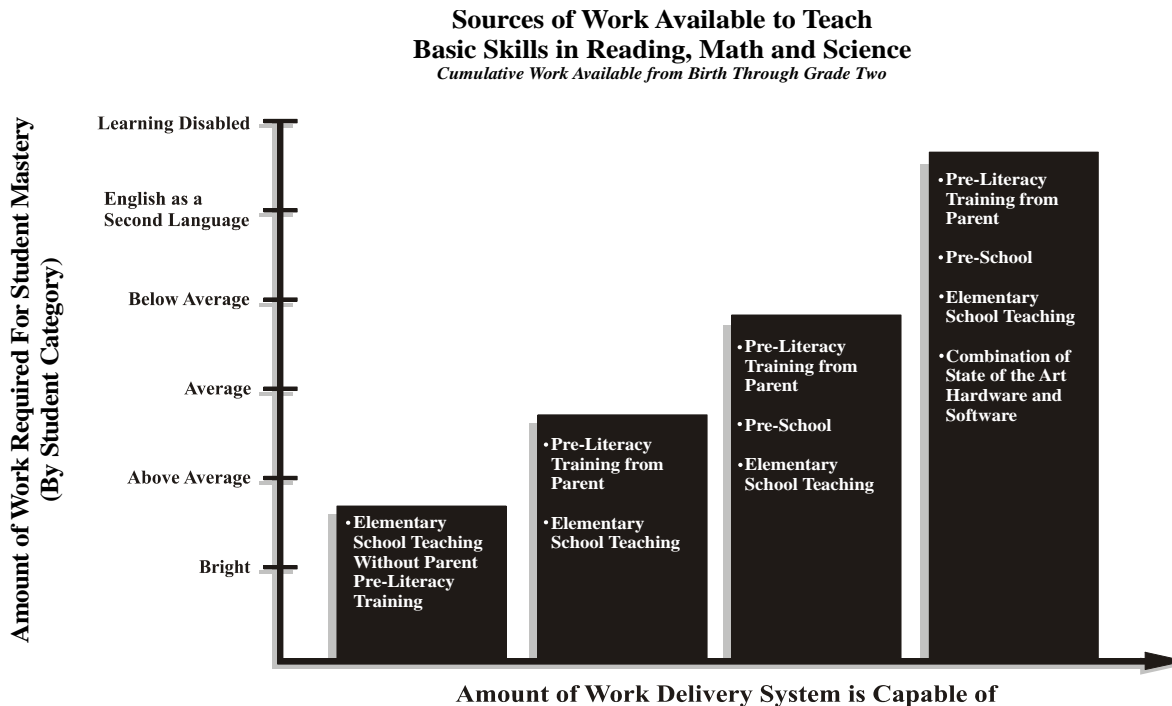 Sources of Work Available to Teach
Basic Skills in Reading, Math and Science
Cumulative Work Available from Birth Through Grade Two
Amount of Work Required For Student Mastery
(By Student Category)
Learning Disabled
English as a
Second Language
Below Average
Average
Above Average
Bright
•Elementary
School Teaching
Without Parent
Pre-Literacy
Training
•Pre-Literacy
Training from
Parent
•Elementary
School Teaching
•Pre-Literacy
Training from
Parent
•Pre-School
•Elementary
School Teaching
•Pre-Literacy
Training from
Parent
•Pre-School
•Elementary
School Teaching
•Combination of
State of the Art
Hardware and
Software
Amount of Work Delivery System is Capable of